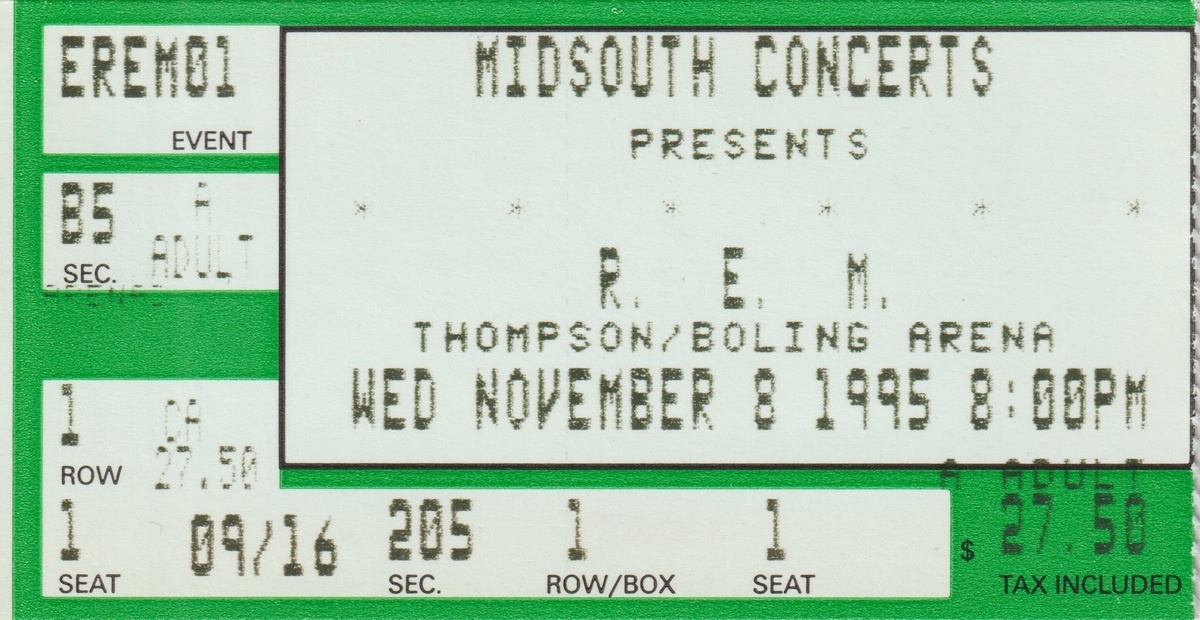 EREM01
EVENT
MIDSOUTH CONCERTS
PRESENTS
* * * * * *
R. E. M.
THOMPSON/BOLING ARENA
WED NOVEMBER 8 1995 8:00PM
85 A
ADULT
SEC.
1 CA
ROW 27.50
A ADULT
1 09/16 205 1 1 $ 27.50
SEAT SEC. ROW/BOX SEAT TAX INCLUDED